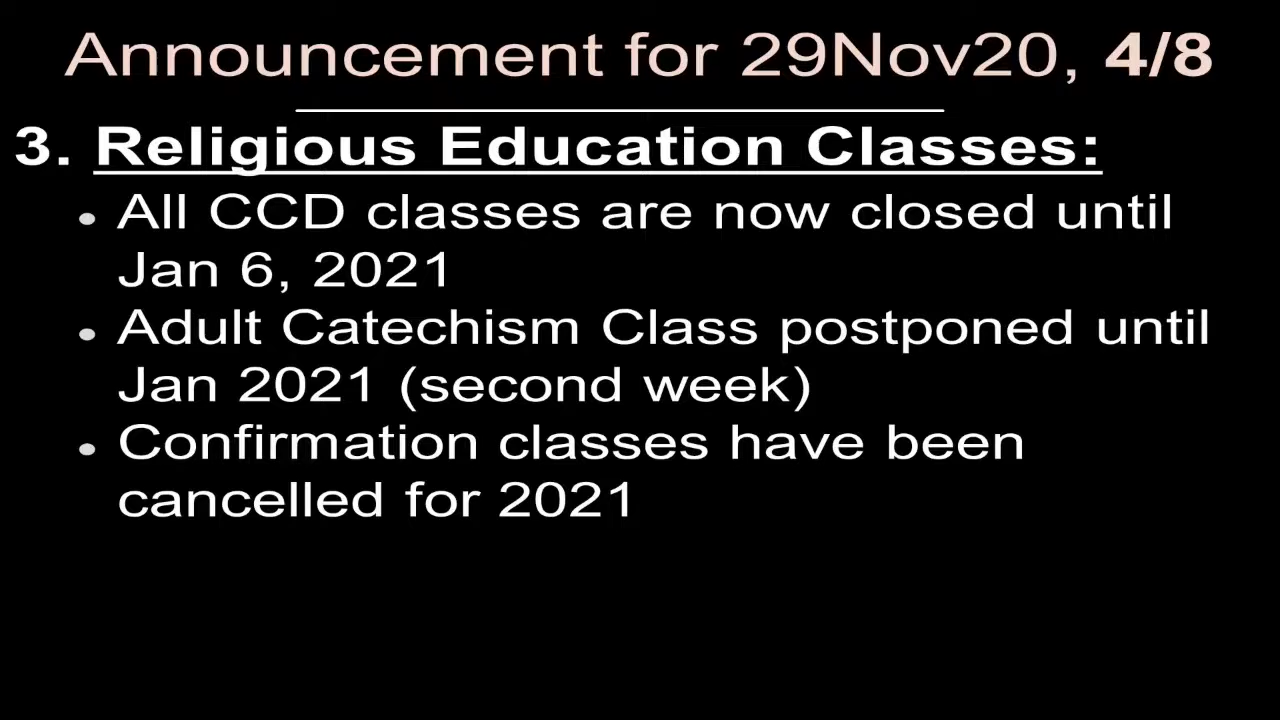 Announcement for 29Nov20, 4/8
3. Religious Education Classes:
• All CCD classes are now closed until
Jan 6, 2021
• Adult Catechism Class postponed until
Jan 2021 (second week)
• Confirmation classes have been
cancelled for 2021